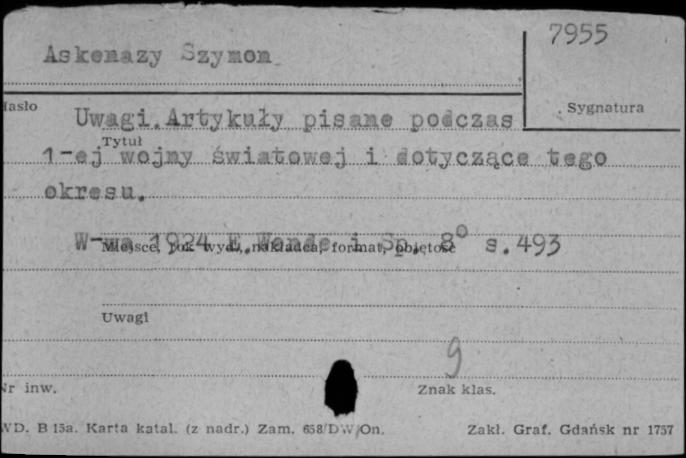 7955
Askenazy Szymon
Hasło
Sygnatura
Uwagi.Artykuły pisane podczas
Tytuł
1-ej wojny światowej i dotyczące tego
okresu.
W-wa 1924 E.Wende i Sp. 8° s.493
Miejsce, rok wyd., nakładca, format, objętość
Uwagi
9
Nr inw.
Znak klas.
WD. B 15a. Karta katal. (z nadr.) Zam. 658/DW/On.
Zakł. Graf. Gdańsk nr 1757